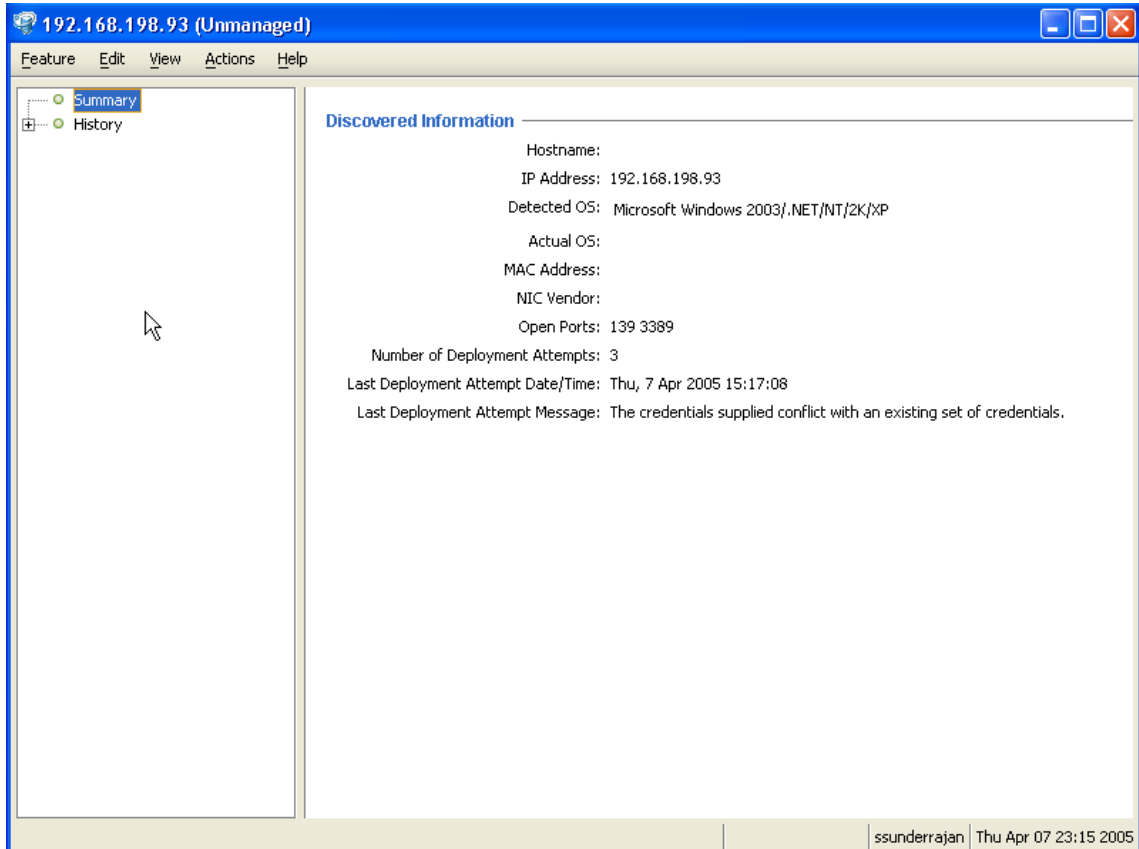 192.168.198.93 (Unmanaged)
Feature Edit View Actions Help
Summary
History
Discovered Information
Hostname:
IP Address: 192.168.198.93
Detected OS: Microsoft Windows 2003/.NET/NT/2K/XP
Actual OS:
MAC Address:
NIC Vendor:
Open Ports: 139 3389
Number of Deployment Attempts: 3
Last Deployment Attempt Date/Time: Thu, 7 Apr 2005 15:17:08
Last Deployment Attempt Message: The credentials supplied conflict with an existing set of credentials.
ssunderrajan Thu Apr 07 23:15 2005